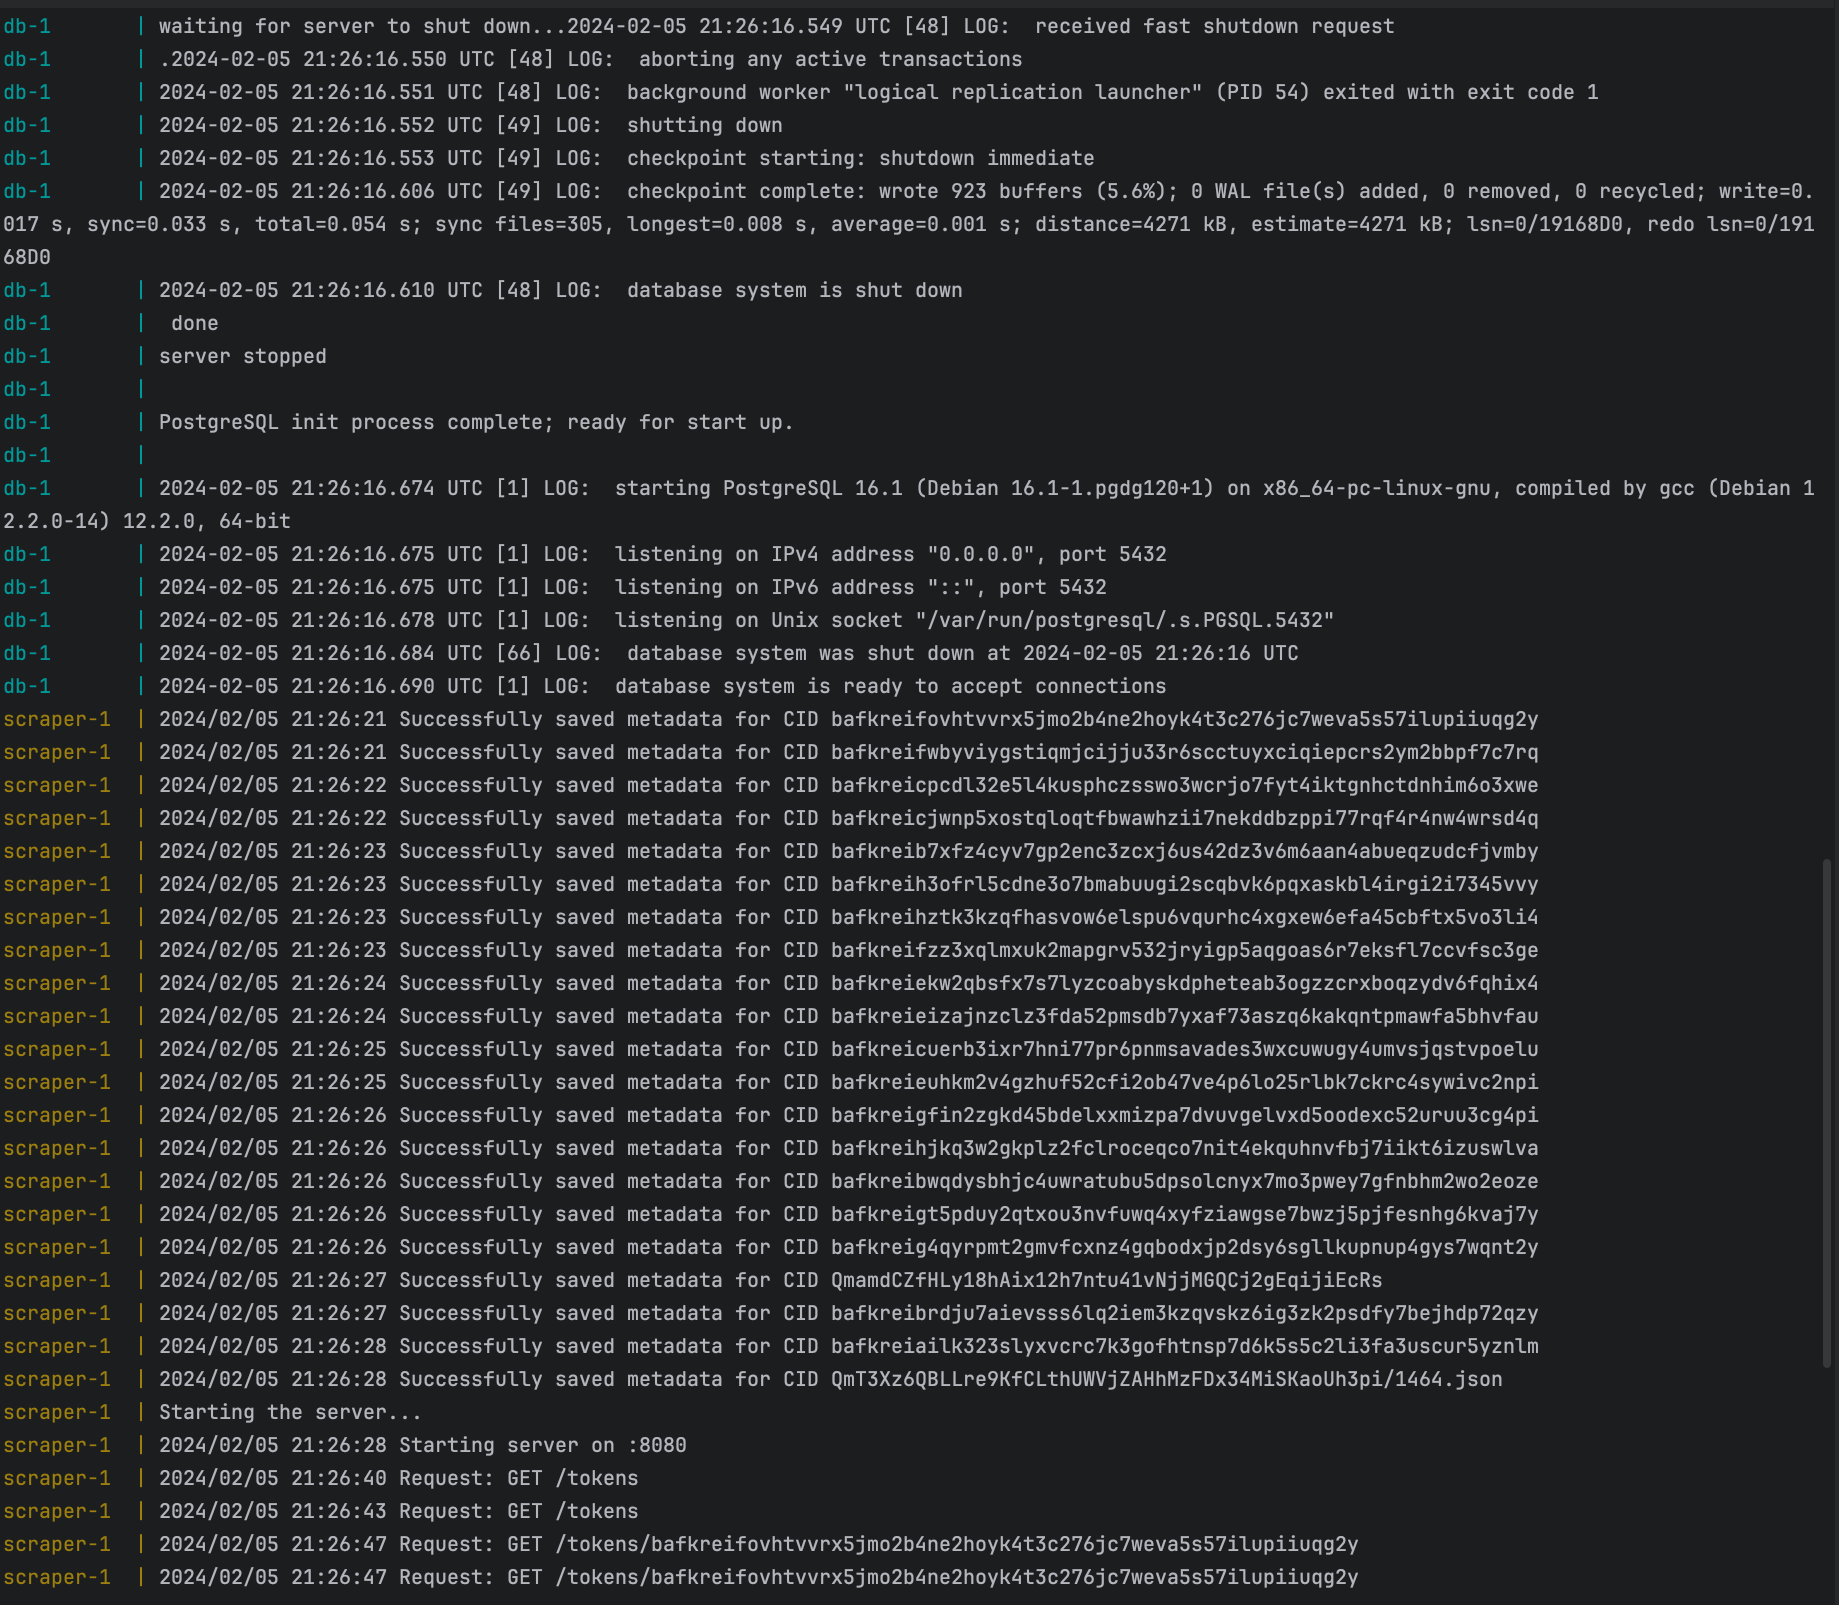 db-1        | waiting for server to shut down...2024-02-05 21:26:16.549 UTC [48] LOG:  received fast shutdown request
db-1        | .2024-02-05 21:26:16.550 UTC [48] LOG:  aborting any active transactions
db-1        | 2024-02-05 21:26:16.551 UTC [48] LOG:  background worker "logical replication launcher" (PID 54) exited with exit code 1
db-1        | 2024-02-05 21:26:16.552 UTC [49] LOG:  shutting down
db-1        | 2024-02-05 21:26:16.553 UTC [49] LOG:  checkpoint starting: shutdown immediate
db-1        | 2024-02-05 21:26:16.606 UTC [49] LOG:  checkpoint complete: wrote 923 buffers (5.6%); 0 WAL file(s) added, 0 removed, 0 recycled; write=0.
017 s, sync=0.033 s, total=0.054 s; sync files=305, longest=0.008 s, average=0.001 s; distance=4271 kB, estimate=4271 kB; lsn=0/19168D0, redo lsn=0/191
68D0
db-1        | 2024-02-05 21:26:16.610 UTC [48] LOG:  database system is shut down
db-1        |  done
db-1        | server stopped
db-1        |
db-1        | PostgreSQL init process complete; ready for start up.
db-1        |
db-1        | 2024-02-05 21:26:16.674 UTC [1] LOG:  starting PostgreSQL 16.1 (Debian 16.1-1.pgdg120+1) on x86_64-pc-linux-gnu, compiled by gcc (Debian 1
2.2.0-14) 12.2.0, 64-bit
db-1        | 2024-02-05 21:26:16.675 UTC [1] LOG:  listening on IPv4 address "0.0.0.0", port 5432
db-1        | 2024-02-05 21:26:16.675 UTC [1] LOG:  listening on IPv6 address "::", port 5432
db-1        | 2024-02-05 21:26:16.678 UTC [1] LOG:  listening on Unix socket "/var/run/postgresql/.s.PGSQL.5432"
db-1        | 2024-02-05 21:26:16.684 UTC [66] LOG:  database system was shut down at 2024-02-05 21:26:16 UTC
db-1        | 2024-02-05 21:26:16.690 UTC [1] LOG:  database system is ready to accept connections
scraper-1  | 2024/02/05 21:26:21 Successfully saved metadata for CID bafkreifovhtvvrx5jmo2b4ne2hoyk4t3c276jc7weva5s57ilupiiuqg2y
scraper-1  | 2024/02/05 21:26:21 Successfully saved metadata for CID bafkreifwbyviygstiqmjcijju33r6scctuyxciqiepcrs2ym2bbpf7c7rq
scraper-1  | 2024/02/05 21:26:22 Successfully saved metadata for CID bafkreicpcdl32e5l4kusphczsswo3wcrjo7fyt4iktgnhctdnhim6o3xwe
scraper-1  | 2024/02/05 21:26:22 Successfully saved metadata for CID bafkreicjwnp5xostqloqtfbwawhzii7nekddbzppi77rqf4r4nw4wrsd4q
scraper-1  | 2024/02/05 21:26:23 Successfully saved metadata for CID bafkreib7xfz4cyv7gp2enc3zcxj6us42dz3v6m6aan4abueqzudcfjvmby
scraper-1  | 2024/02/05 21:26:23 Successfully saved metadata for CID bafkreih3ofrl5cdne3o7bmabuugi2scqbvk6pqxaskbl4irgi2i7345vvy
scraper-1  | 2024/02/05 21:26:23 Successfully saved metadata for CID bafkreihztk3kzqfhasvow6elspu6vqurhc4xgxew6efa45cbftx5vo3li4
scraper-1  | 2024/02/05 21:26:23 Successfully saved metadata for CID bafkreifzz3xqlmxuk2mapgrv532jryigp5aqgoas6r7eksfl7ccvfsc3ge
scraper-1  | 2024/02/05 21:26:24 Successfully saved metadata for CID bafkreiekw2qbsfx7s7lyzcoabyskdpheteab3ogzzcrxboqzydv6fqhix4
scraper-1  | 2024/02/05 21:26:24 Successfully saved metadata for CID bafkreieizajnzclz3fda52pmsdb7yxaf73aszq6kakqntpmawfa5bhvfau
scraper-1  | 2024/02/05 21:26:25 Successfully saved metadata for CID bafkreicuerb3ixr7hni77pr6pnmsavades3wxcuwugy4umvsjqstvpoelu
scraper-1  | 2024/02/05 21:26:25 Successfully saved metadata for CID bafkreieuhkm2v4gzhuf52cfi2ob47ve4p6lo25rlbk7ckrc4sywivc2npi
scraper-1  | 2024/02/05 21:26:26 Successfully saved metadata for CID bafkreigfin2zgkd45bdelxxmizpa7dvuvgelvxd5oodexc52uruu3cg4pi
scraper-1  | 2024/02/05 21:26:26 Successfully saved metadata for CID bafkreihjkq3w2gkplz2fclroceqco7nit4ekquhnvfbj7iikt6izuswlva
scraper-1  | 2024/02/05 21:26:26 Successfully saved metadata for CID bafkreibwqdysbhjc4uwratubu5dpsolcnyx7mo3pwey7gfnbhm2wo2eoze
scraper-1  | 2024/02/05 21:26:26 Successfully saved metadata for CID bafkreigt5pduy2qtxou3nvfuwq4xyfziawgse7bwzj5pjfesnhg6kvaj7y
scraper-1  | 2024/02/05 21:26:26 Successfully saved metadata for CID bafkreig4qyrpmt2gmvfcxnz4gqbodxjp2dsy6sgllkupnup4gys7wqnt2y
scraper-1  | 2024/02/05 21:26:27 Successfully saved metadata for CID QmamdCZfHLy18hAix12h7ntu41vNjjMGQCj2gEqijiEcRs
scraper-1  | 2024/02/05 21:26:27 Successfully saved metadata for CID bafkreibrdju7aievsss6lq2iem3kzqvskz6ig3zk2psdfy7bejhdp72qzy
scraper-1  | 2024/02/05 21:26:28 Successfully saved metadata for CID bafkreiailk323slyxvcrc7k3gofhtnsp7d6k5s5c2li3fa3uscur5yznlm
scraper-1  | 2024/02/05 21:26:28 Successfully saved metadata for CID QmT3Xz6QBLLre9KfCLthUWVjZAHhMzFDx34MiSKaoUh3pi/1464.json
scraper-1  | Starting the server...
scraper-1  | 2024/02/05 21:26:28 Starting server on :8080
scraper-1  | 2024/02/05 21:26:40 Request: GET /tokens
scraper-1  | 2024/02/05 21:26:43 Request: GET /tokens
scraper-1  | 2024/02/05 21:26:47 Request: GET /tokens/bafkreifovhtvvrx5jmo2b4ne2hoyk4t3c276jc7weva5s57ilupiiuqg2y
scraper-1  | 2024/02/05 21:26:47 Request: GET /tokens/bafkreifovhtvvrx5jmo2b4ne2hoyk4t3c276jc7weva5s57ilupiiuqg2y